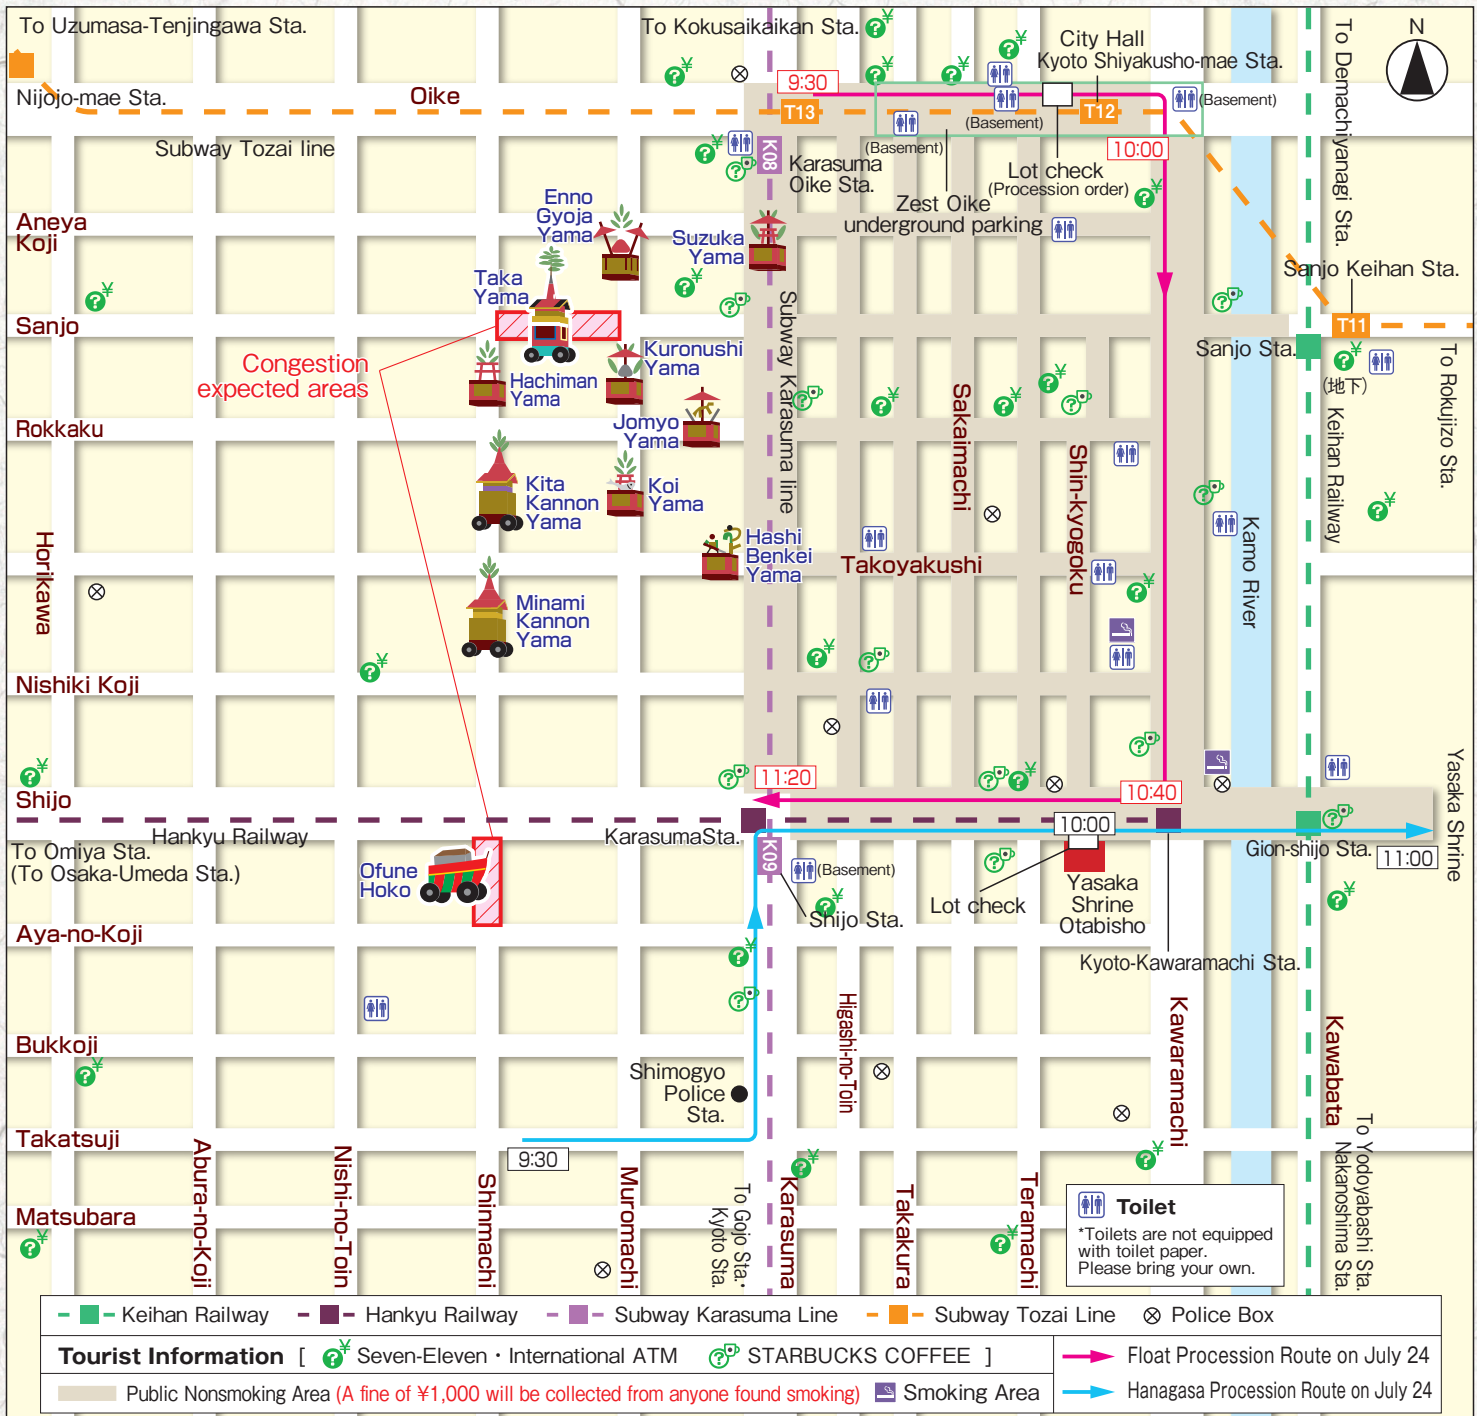 To Uzumasa-Tenjingawa Sta.
To Kokusaikaikan Sta.
City Hall
Kyoto Shiyakusho-mae Sta.
To Demachiyanagi Sta.
N
Nijojo-mae Sta.
Oike
9:30
T13
T12
(Basement)
(Basement)
(Basement)
Subway Tozai line
K08
Karasuma
Oike Sta.
10:00
Lot check
(Procession order)
Zest Oike
underground parking
Aneya
Koji
Enno
Gyoja
Yama
Suzuka
Yama
Taka
Yama
Sanjo Keihan Sta.
Sanjo
T11
Subway Karasuma line
Sanjo Sta.
Congestion
expected areas
Kuronushi
Yama
Hachiman
Yama
(地下)
To Rokujizo Sta.
Jomyo
Yama
Sakaimachi
Rokkaku
Keihan Railway
Shin-kyogoku
Kita
Kannon
Yama
Koi
Yama
Horikawa
Hashi
Benkei
Yama
Takoyakushi
Kamo River
Minami
Kannon
Yama
Nishiki Koji
Yasaka Shrine
11:20
10:40
Shijo
Hankyu Railway
KarasumaSta.
10:00
To Omiya Sta.
(To Osaka-Umeda Sta.)
K09
Gion-shijo Sta.
11:00
Ofune
Hoko
(Basement)
Yasaka
Shrine
Otabisho
Lot check
Shijo Sta.
Aya-no-Koji
Kyoto-Kawaramachi Sta.
Higashi-no-Toin
Kawaramachi
Kawabata
Bukkoji
Shimogyo
Police
Sta.
Takatsuji
9:30
To Yodoyabashi Sta.
Nakanoshima Sta.
Abura-no-Koji
Nishi-no-Toin
Shinmachi
Muromachi
To Gojo Sta.・
Kyoto Sta.
Karasuma
Takakura
Teramachi
Matsubara
Toilet
*Toilets are not equipped
with toilet paper.
Please bring your own.
Keihan Railway
Hankyu Railway
Subway Karasuma Line
Subway Tozai Line
Police Box
Tourist Information [ Seven-Eleven・International ATM STARBUCKS COFFEE ]
Float Procession Route on July 24
Public Nonsmoking Area (A fine of ¥1,000 will be collected from anyone found smoking) Smoking Area
Hanagasa Procession Route on July 24